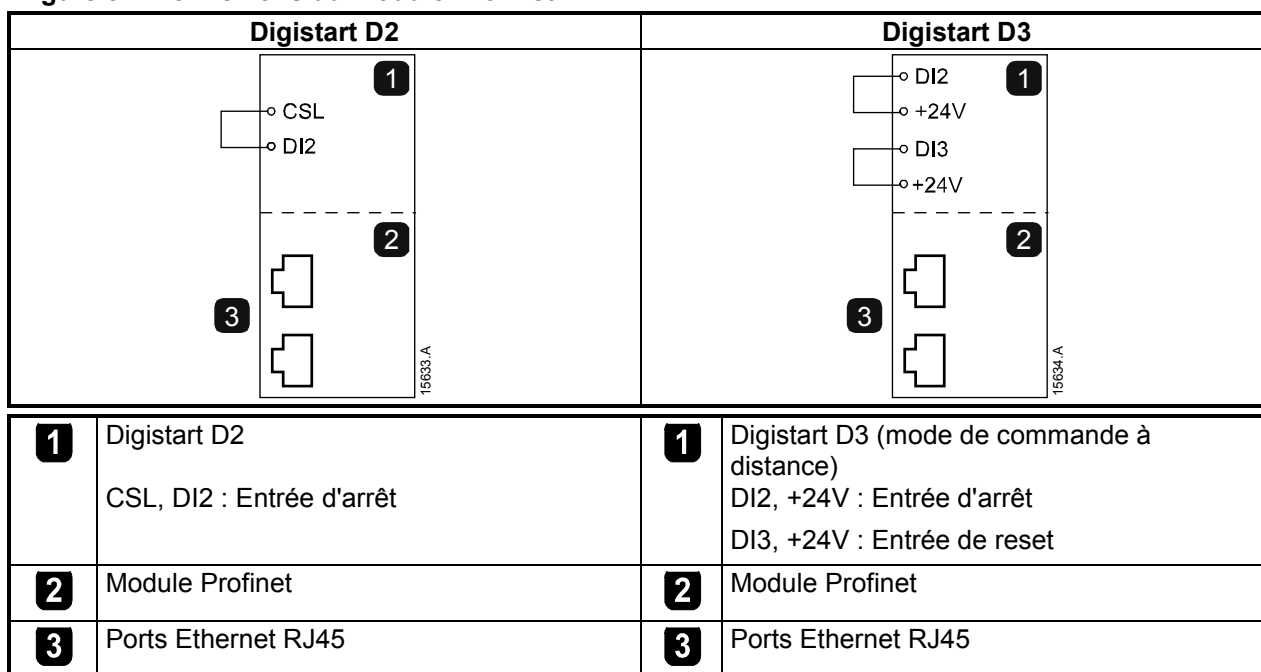 Digistart D2
Digistart D3
1
CSL
DI2
2
3
15633.A
DI2
1
+24V
DI3
+24V
2
3
15634.A
1 Digistart D2
CSL, DI2 : Entrée d'arrêt
1 Digistart D3 (mode de commande à
distance)
DI2, +24V : Entrée d'arrêt
DI3, +24V : Entrée de reset
2 Module Profinet
2 Module Profinet
3 Ports Ethernet RJ45
3 Ports Ethernet RJ45